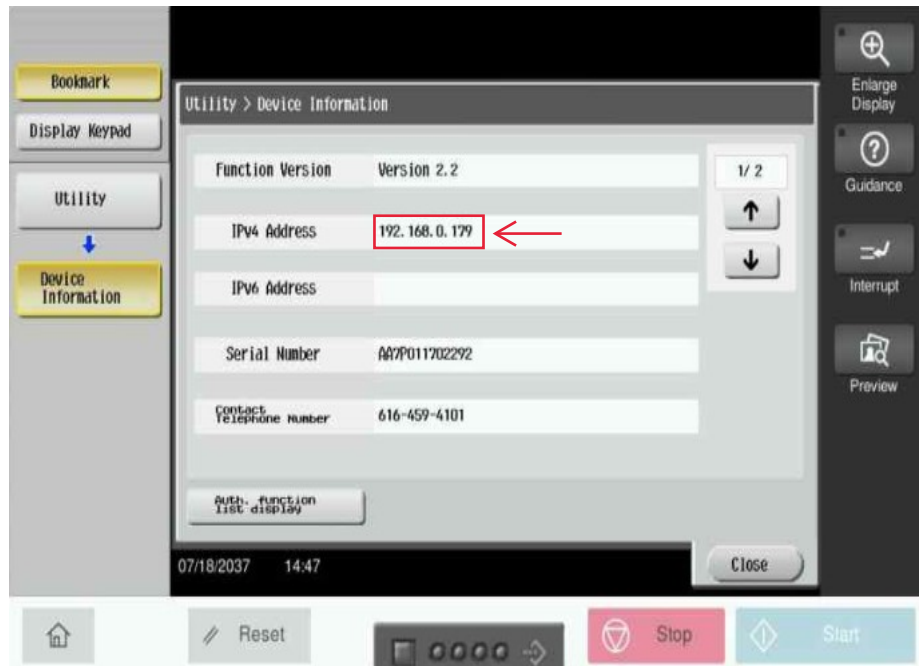 Bookmark
Display Keypad
Utility
Device
Information
Utility > Device Information
Function Version
Version 2.2
IPv4 Address
192.168.0.179
IPv6 Address
Serial Number
AA7P011702292
Contact
Telephone Number
616-459-4101
Auth. function
list display
1/ 2
07/18/2037 14:47
Close
Enlarge
Display
Guidance
Interrupt
Preview
Reset
Stop
Start